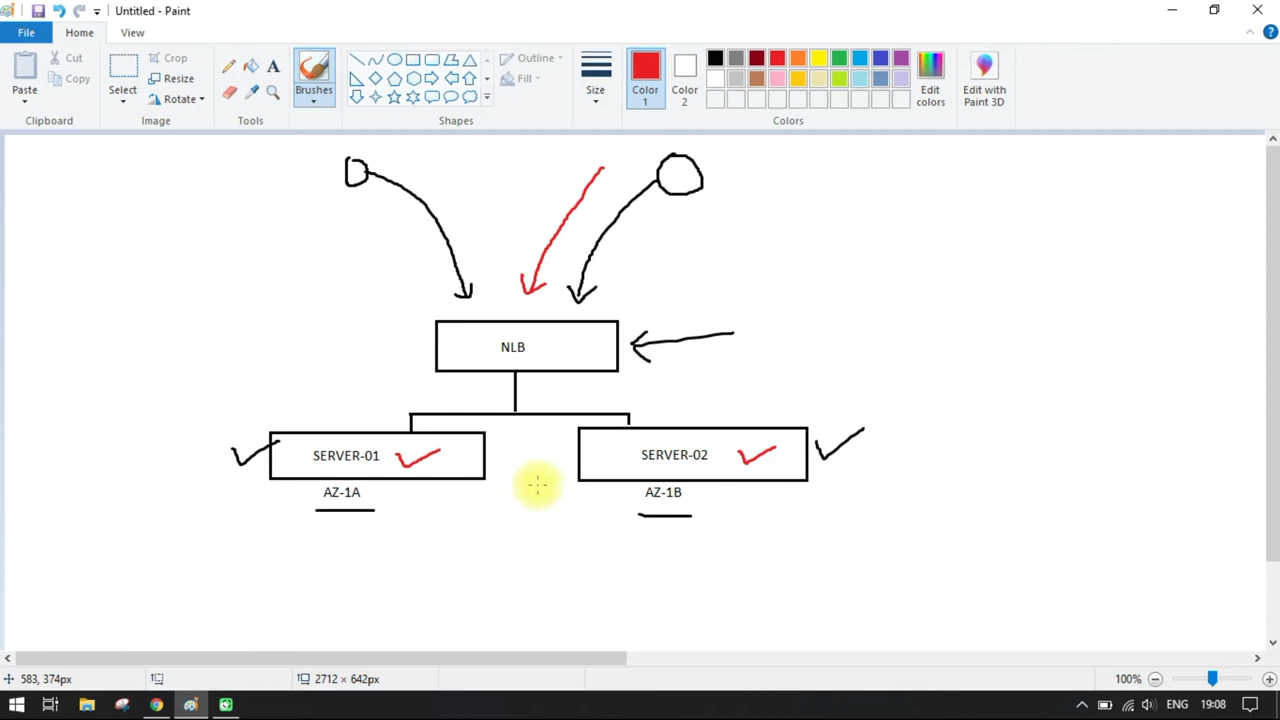 Untitled - Paint
File Home View
Paste
Cut
Copy
Clipboard
Select
Crop
Resize
Rotate
Image
A
Tools
Brushes
Shapes
Outline
Fill
Size
Color 1
Color 2
Edit colors
Colors
Edit with Paint 3D
NLB
SERVER-01
SERVER-02
AZ-1A
AZ-1B
583, 374px
2712 × 642px
100%
ENG
19:08